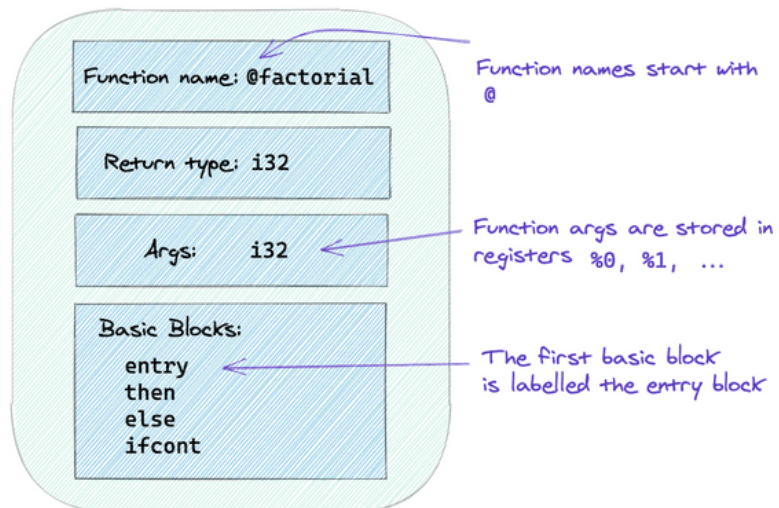 Function name: @factorial
Function names start with
@
Return type: i32
Args: i32
Function args are stored in
registers %0, %1, ...
Basic Blocks:
entry
then
else
ifcont
The first basic block
is labelled the entry block